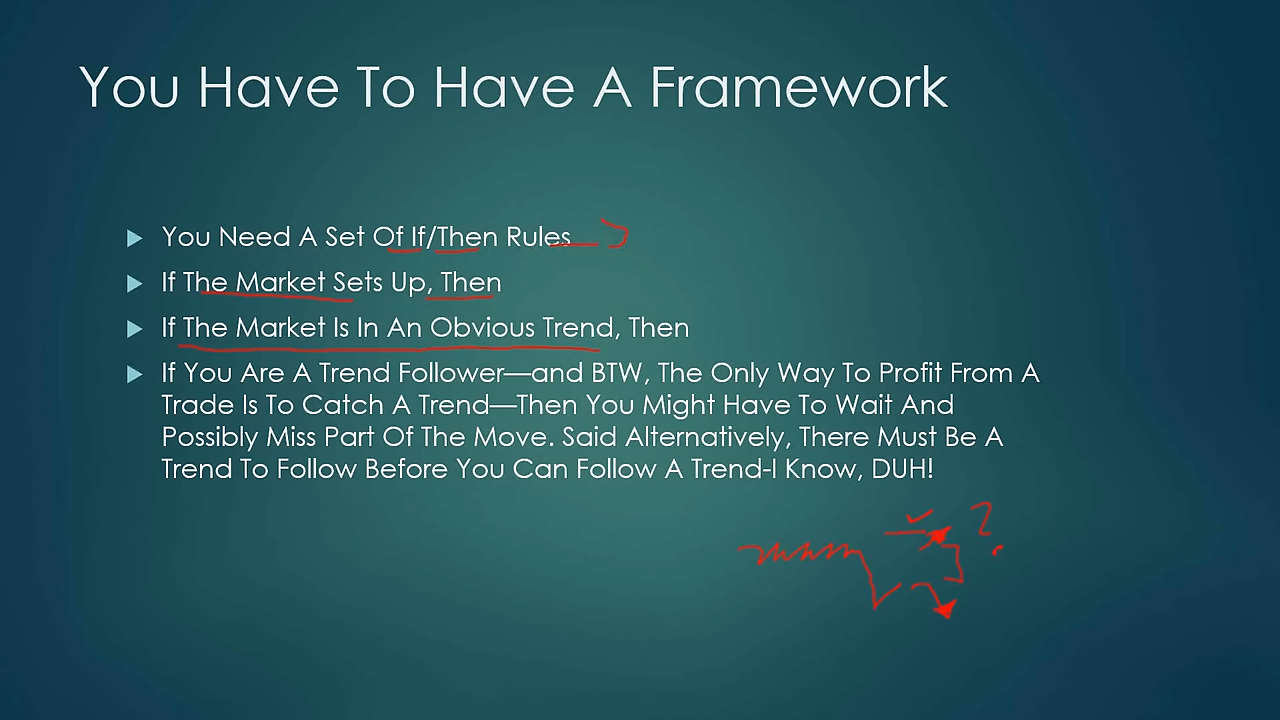 You Have To Have A Framework
You Need A Set Of If/Then Rules
If The Market Sets Up, Then
If The Market Is In An Obvious Trend, Then
If You Are A Trend Follower—and BTW, The Only Way To Profit From A
Trade Is To Catch A Trend—Then You Might Have To Wait And
Possibly Miss Part Of The Move. Said Alternatively, There Must Be A
Trend To Follow Before You Can Follow A Trend-I Know, DUH!
?